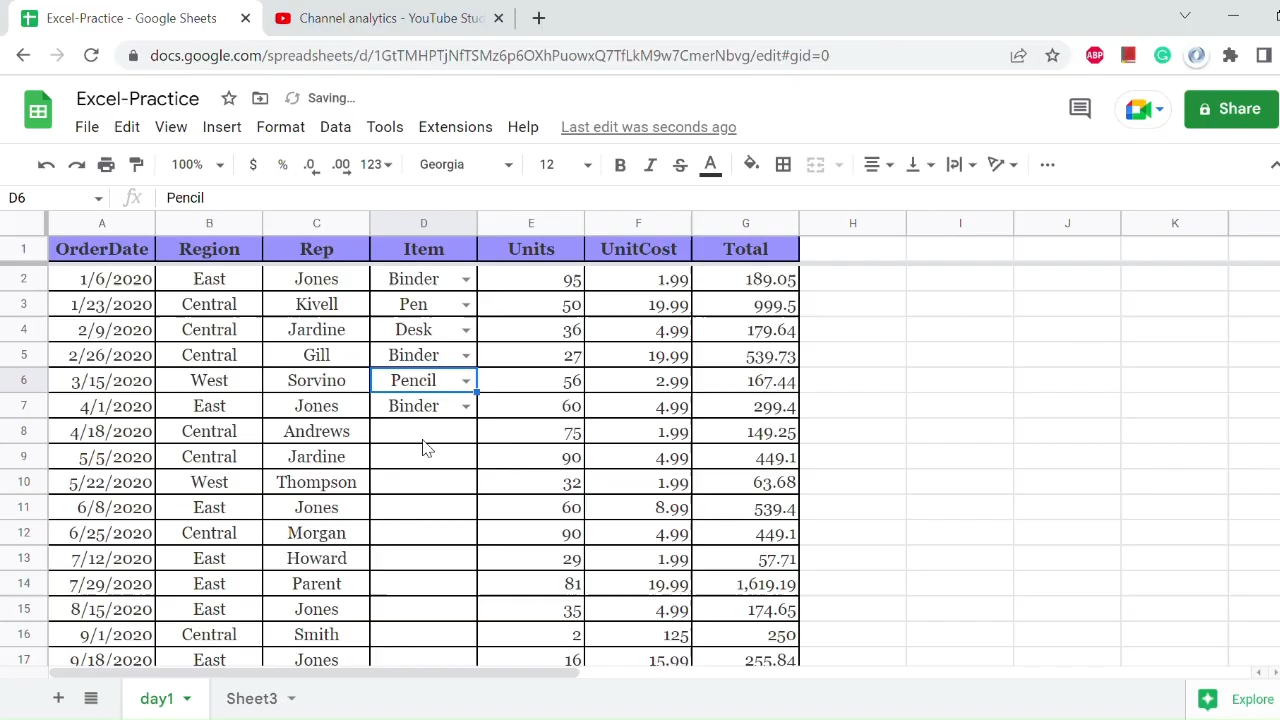 Excel-Practice - Google Sheets
Channel analytics - YouTube Stu
docs.google.com/spreadsheets/d/1GtTMHPTjNfTSMz6p6OXhPuowxQ7TfLkM9w7CmerNbvg/edit#gid=0
ABP
Excel-Practice Saving...
File Edit View Insert Format Data Tools Extensions Help Last edit was seconds ago
Share
100% $ % .0 .00 123 Georgia 12 B I S A
D6 fx Pencil
A B C D E F G H I J K
1 OrderDate Region Rep Item Units UnitCost Total
2 1/6/2020 East Jones Binder 95 1.99 189.05
3 1/23/2020 Central Kivell Pen 50 19.99 999.5
4 2/9/2020 Central Jardine Desk 36 4.99 179.64
5 2/26/2020 Central Gill Binder 27 19.99 539.73
6 3/15/2020 West Sorvino Pencil 56 2.99 167.44
7 4/1/2020 East Jones Binder 60 4.99 299.4
8 4/18/2020 Central Andrews 75 1.99 149.25
9 5/5/2020 Central Jardine 90 4.99 449.1
10 5/22/2020 West Thompson 32 1.99 63.68
11 6/8/2020 East Jones 60 8.99 539.4
12 6/25/2020 Central Morgan 90 4.99 449.1
13 7/12/2020 East Howard 29 1.99 57.71
14 7/29/2020 East Parent 81 19.99 1,619.19
15 8/15/2020 East Jones 35 4.99 174.65
16 9/1/2020 Central Smith 2 125 250
17 9/18/2020 East Jones 16 15.99 255.84
day1 Sheet3 Explore